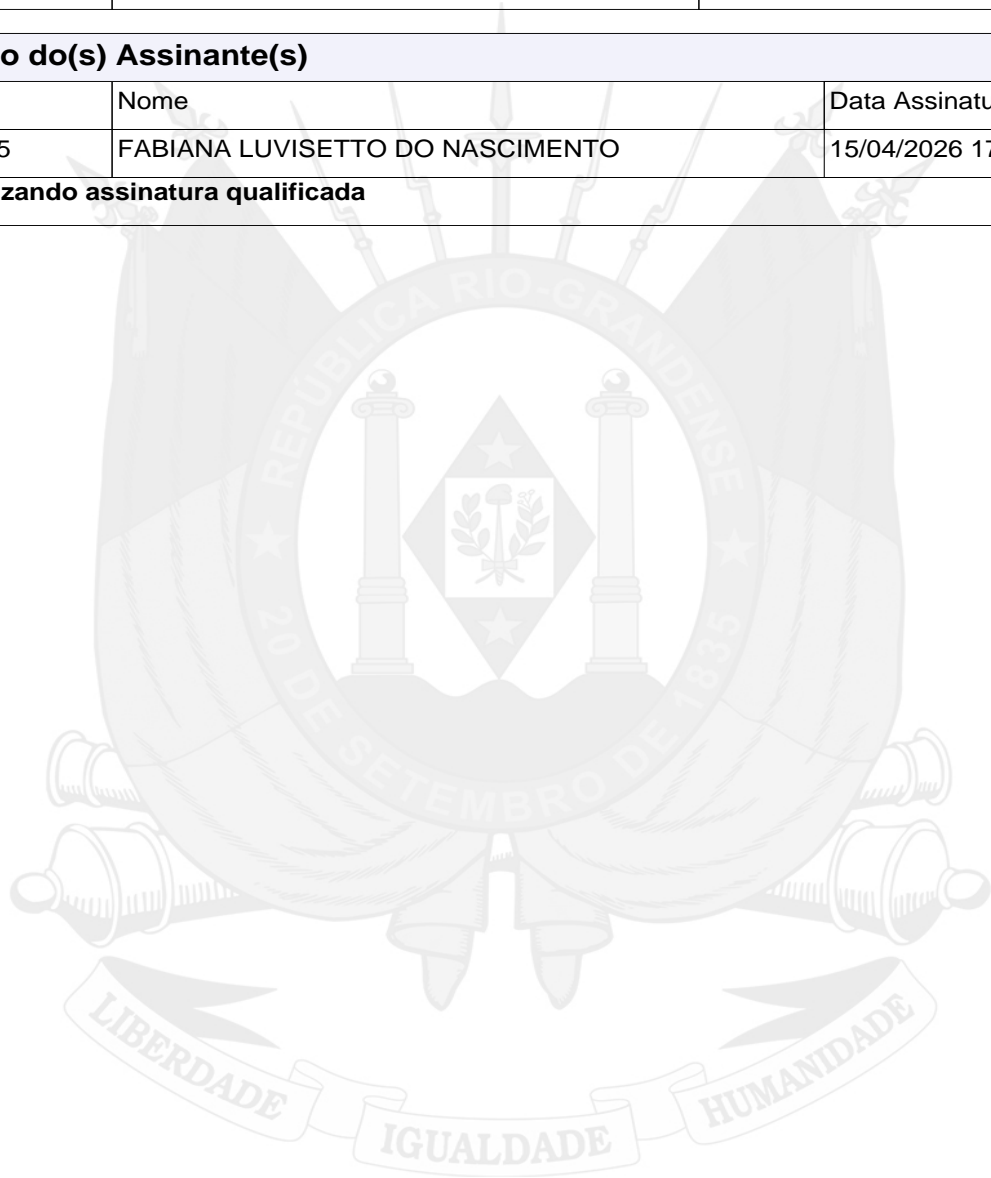 o do(s) Assinante(s)
Nome Data Assinatu
5 FABIANA LUVISETTO DO NASCIMENTO 15/04/2026 17
zando assinatura qualificada
REPÚBLICA RIO-GRANDENSE
20 DE SETEMBRO DE 1835
LIBERDADE IGUALDADE HUMANIDADE